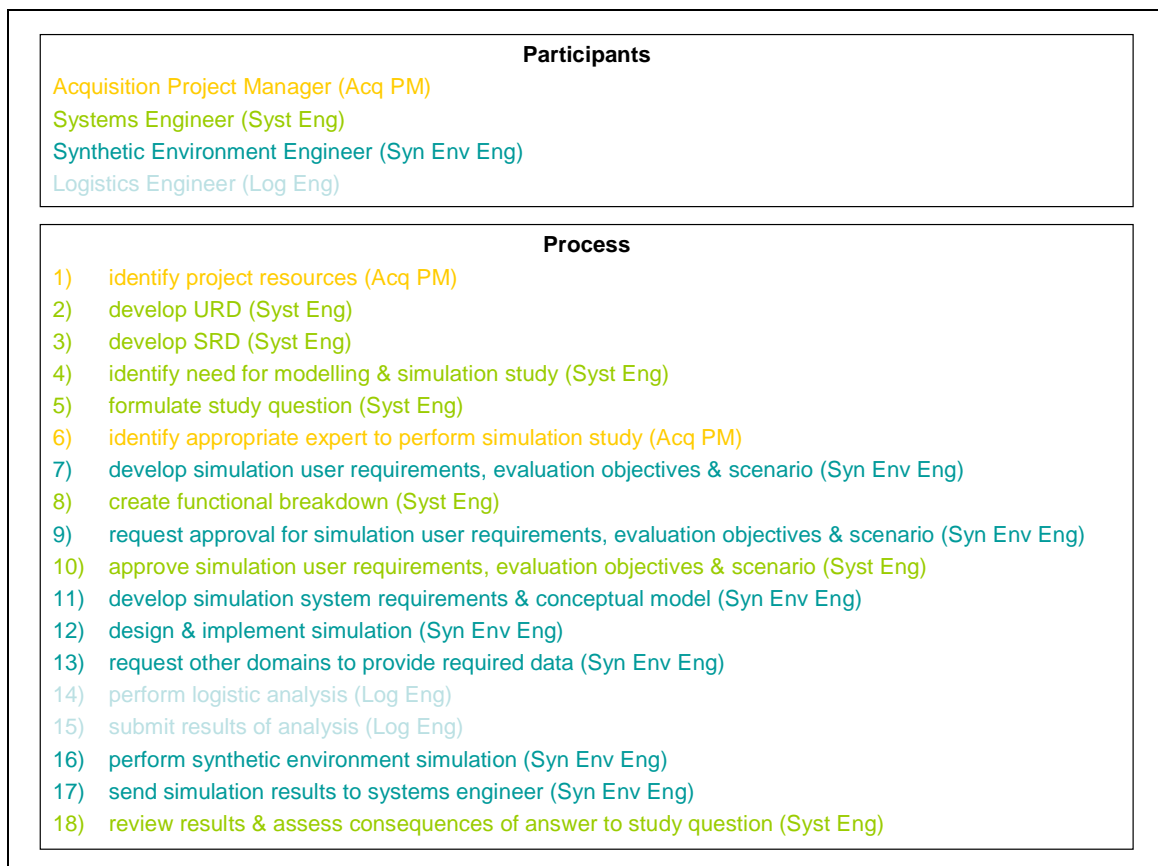 Participants
Acquisition Project Manager (Acq PM)
Systems Engineer (Syst Eng)
Synthetic Environment Engineer (Syn Env Eng)
Logistics Engineer (Log Eng)
Process
1) identify project resources (Acq PM)
2) develop URD (Syst Eng)
3) develop SRD (Syst Eng)
4) identify need for modelling & simulation study (Syst Eng)
5) formulate study question (Syst Eng)
6) identify appropriate expert to perform simulation study (Acq PM)
7) develop simulation user requirements, evaluation objectives & scenario (Syn Env Eng)
8) create functional breakdown (Syst Eng)
9) request approval for simulation user requirements, evaluation objectives & scenario (Syn Env Eng)
10) approve simulation user requirements, evaluation objectives & scenario (Syst Eng)
11) develop simulation system requirements & conceptual model (Syn Env Eng)
12) design & implement simulation (Syn Env Eng)
13) request other domains to provide required data (Syn Env Eng)
14) perform logistic analysis (Log Eng)
15) submit results of analysis (Log Eng)
16) perform synthetic environment simulation (Syn Env Eng)
17) send simulation results to systems engineer (Syn Env Eng)
18) review results & assess consequences of answer to study question (Syst Eng)